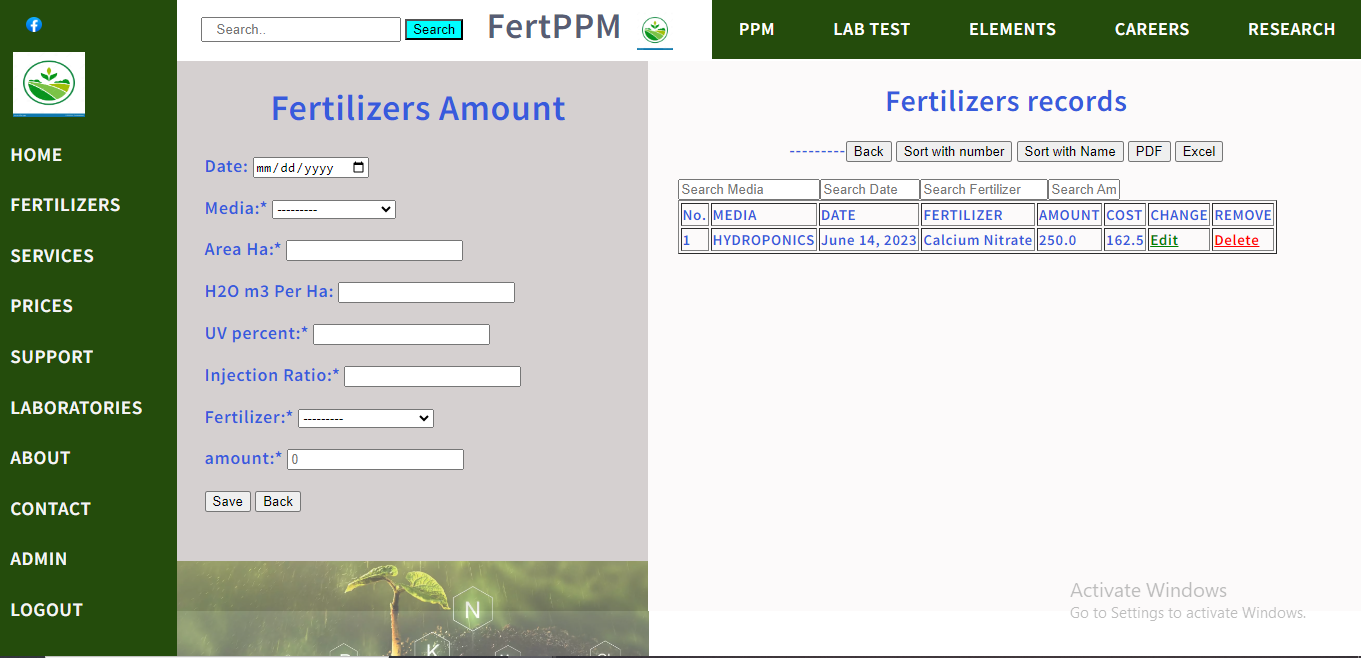 Search..
Search
FertPPM
PPM
LAB TEST
ELEMENTS
CAREERS
RESEARCH
HOME
FERTILIZERS
SERVICES
PRICES
SUPPORT
LABORATORIES
ABOUT
CONTACT
ADMIN
LOGOUT
Fertilizers Amount
Date: mm/dd/yyyy
Media:* ---------
Area Ha:*
H2O m3 Per Ha:
UV percent:*
Injection Ratio:*
Fertilizer:* ---------
amount:* 0
Save Back
N
K
Fertilizers records
--------- Back Sort with number Sort with Name PDF Excel
Search Media Search Date Search Fertilizer Search Am
No. MEDIA DATE FERTILIZER AMOUNT COST CHANGE REMOVE
1 HYDROPONICS June 14, 2023 Calcium Nitrate 250.0 162.5 Edit Delete
Activate Windows
Go to Settings to activate Windows.